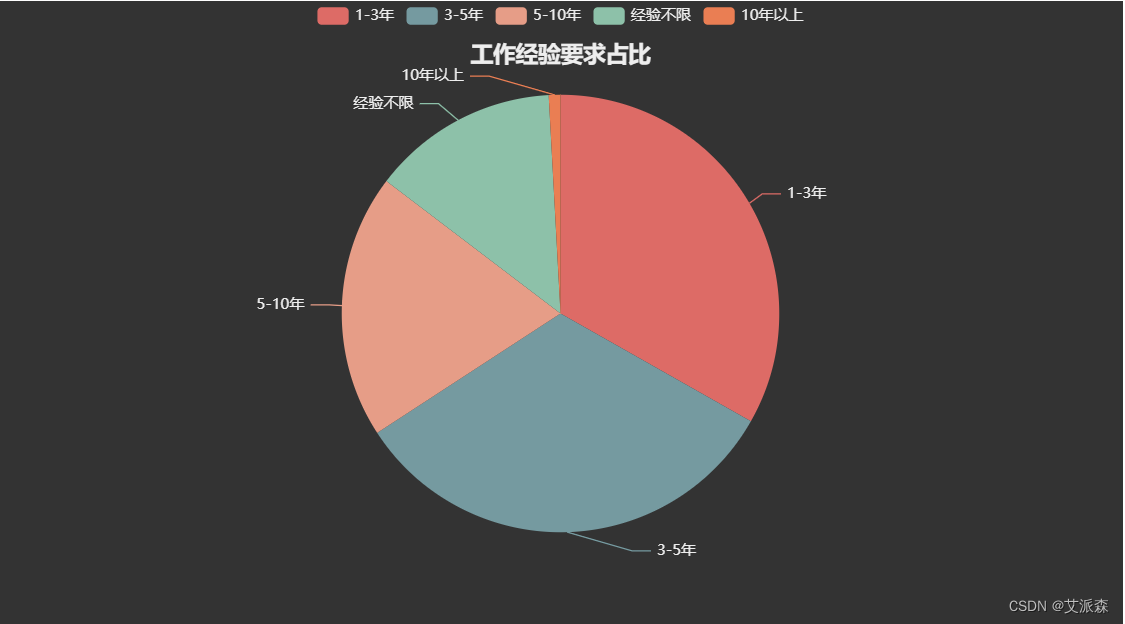 1-3年 3-5年 5-10年 经验不限 10年以上
工作经验要求占比
10年以上
经验不限
1-3年
5-10年
3-5年
CSDN @艾派森